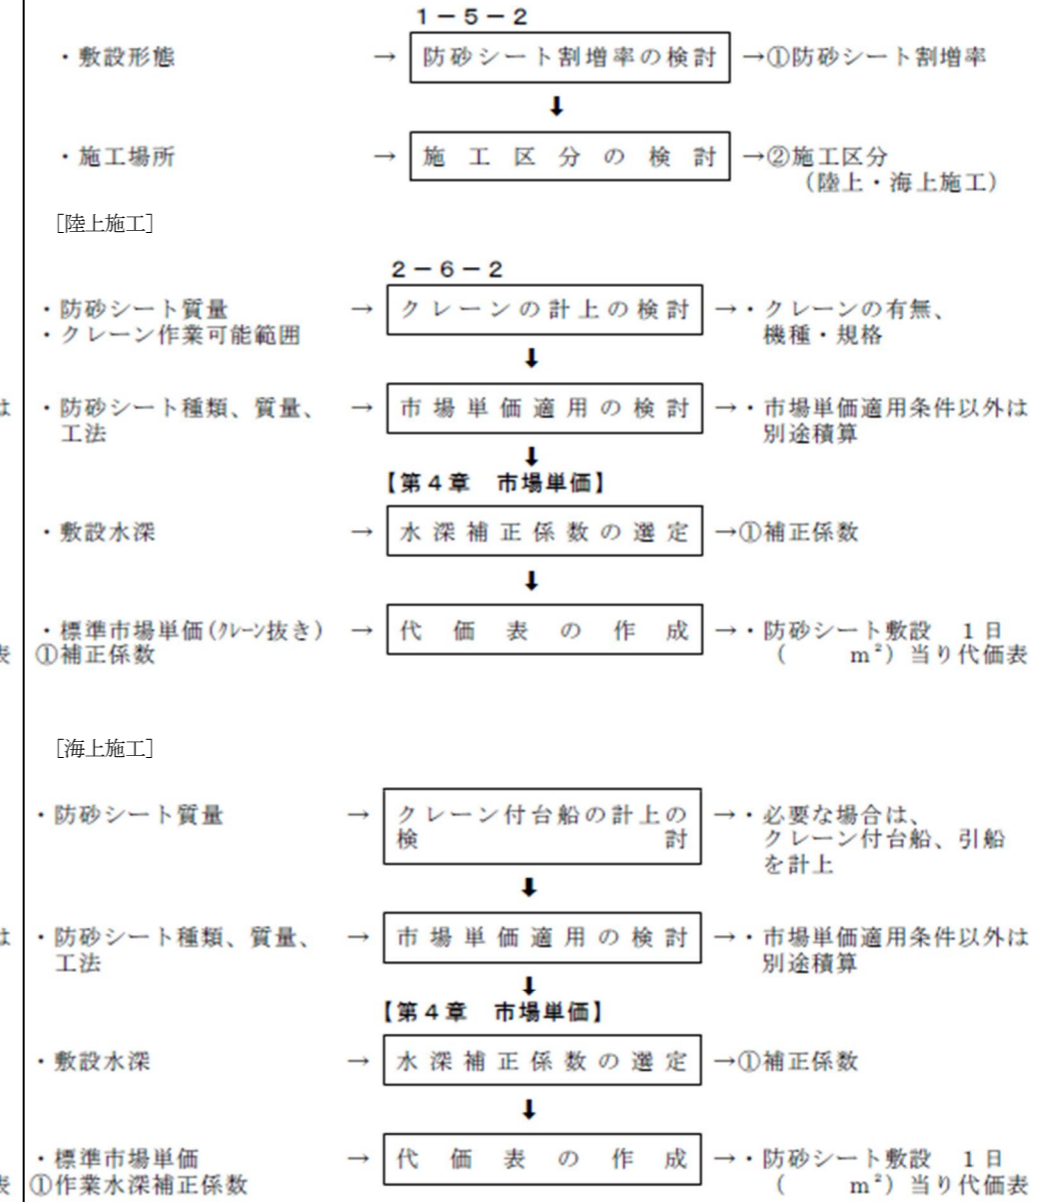 １－５－２
・敷設形態 → 防砂シート割増率の検討 →①防砂シート割増率
⬇
・施工場所 → 施工区分の検討 →②施工区分
（陸上・海上施工）
［陸上施工］
２－６－２
・防砂シート質量 → クレーンの計上の検討 →・クレーンの有無、
・クレーン作業可能範囲 機種・規格
⬇
は ・防砂シート種類、質量、 → 市場単価適用の検討 →・市場単価適用条件以外は
工法 別途積算
⬇
【第４章　市場単価】
・敷設水深 → 水深補正係数の選定 →①補正係数
⬇
・標準市場単価(ｸﾚｰﾝ抜き) → 代価表の作成 →・防砂シート敷設　１日
表 ①補正係数 （　　ｍ²）当り代価表
［海上施工］
・防砂シート質量 → クレーン付台船の計上の →・必要な場合は、
検討 クレーン付台船、引船
を計上
⬇
は ・防砂シート種類、質量、 → 市場単価適用の検討 →・市場単価適用条件以外は
工法 別途積算
⬇
【第４章　市場単価】
・敷設水深 → 水深補正係数の選定 →①補正係数
⬇
・標準市場単価 → 代価表の作成 →・防砂シート敷設　１日
表 ①作業水深補正係数 （　　ｍ²）当り代価表